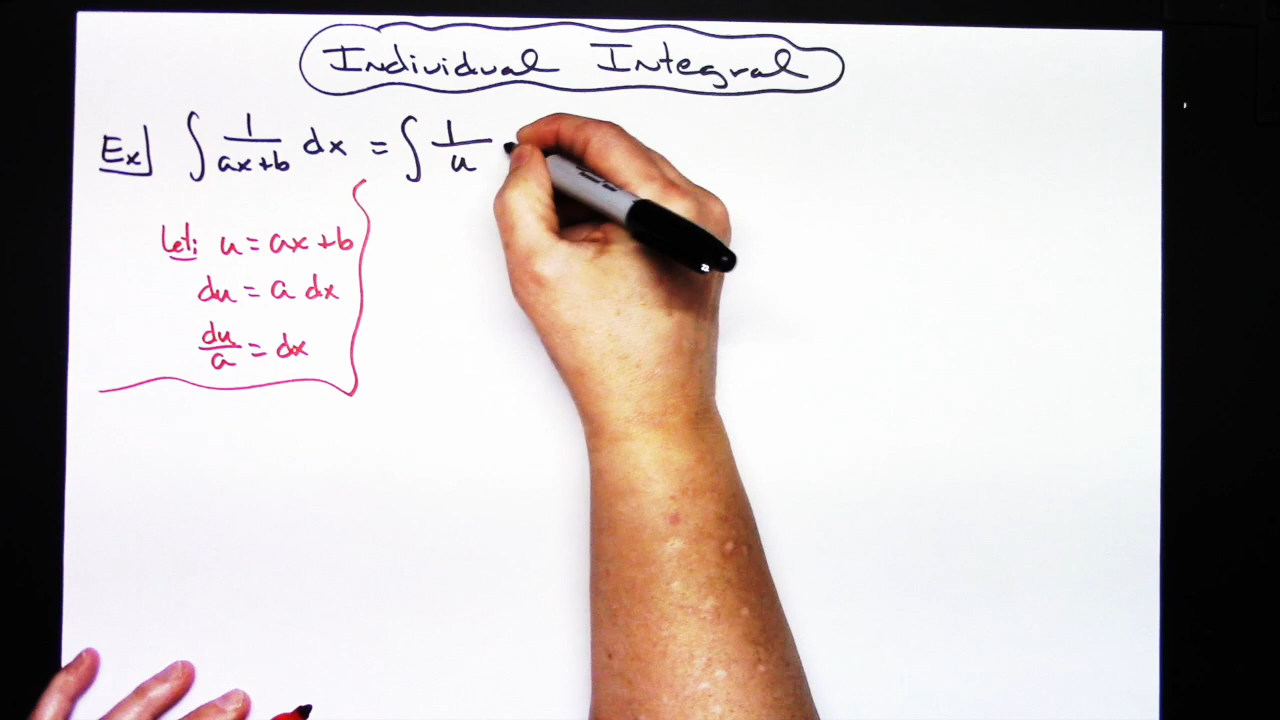 Individual Integral
Ex] ∫ 1/(ax+b) dx = ∫ 1/u
Let: u = ax+b
du = a dx
du/a = dx